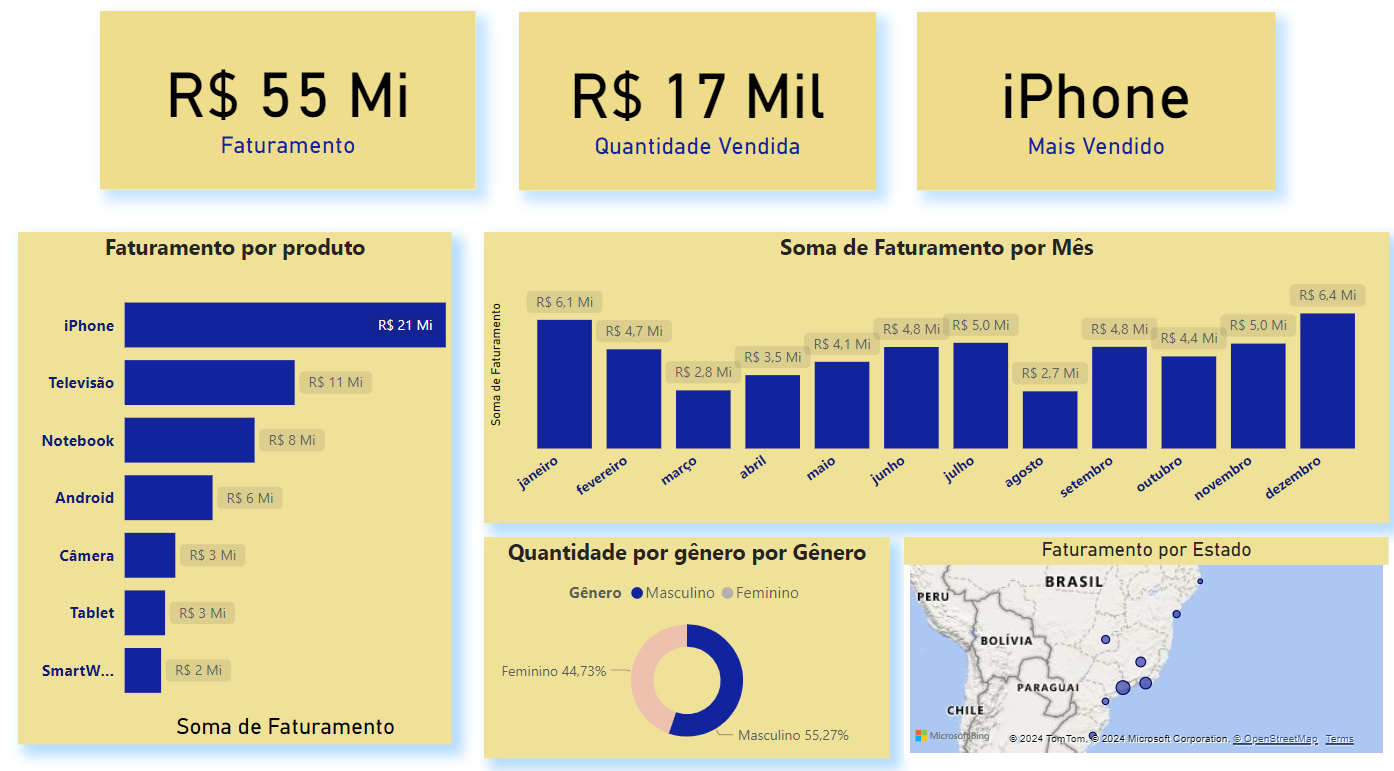 R$ 55 Mi
Faturamento
R$ 17 Mil
Quantidade Vendida
iPhone
Mais Vendido
Faturamento por produto
iPhone
R$ 21 Mi
Televisão
R$ 11 Mi
Notebook
R$ 8 Mi
Android
R$ 6 Mi
Câmera
R$ 3 Mi
Tablet
R$ 3 Mi
SmartW...
R$ 2 Mi
Soma de Faturamento
Soma de Faturamento por Mês
Soma de Faturamento
R$ 6,1 Mi
R$ 4,7 Mi
R$ 2,8 Mi
R$ 3,5 Mi
R$ 4,1 Mi
R$ 4,8 Mi
R$ 5,0 Mi
R$ 2,7 Mi
R$ 4,8 Mi
R$ 4,4 Mi
R$ 5,0 Mi
R$ 6,4 Mi
janeiro
fevereiro
março
abril
maio
junho
julho
agosto
setembro
outubro
novembro
dezembro
Quantidade por gênero por Gênero
Gênero Masculino Feminino
Feminino 44,73%
Masculino 55,27%
Faturamento por Estado
BRASIL
PERU
BOLÍVIA
PARAGUAI
CHILE
Microsoft Bing
© 2024 TomTom, © 2024 Microsoft Corporation, © OpenStreetMap Terms